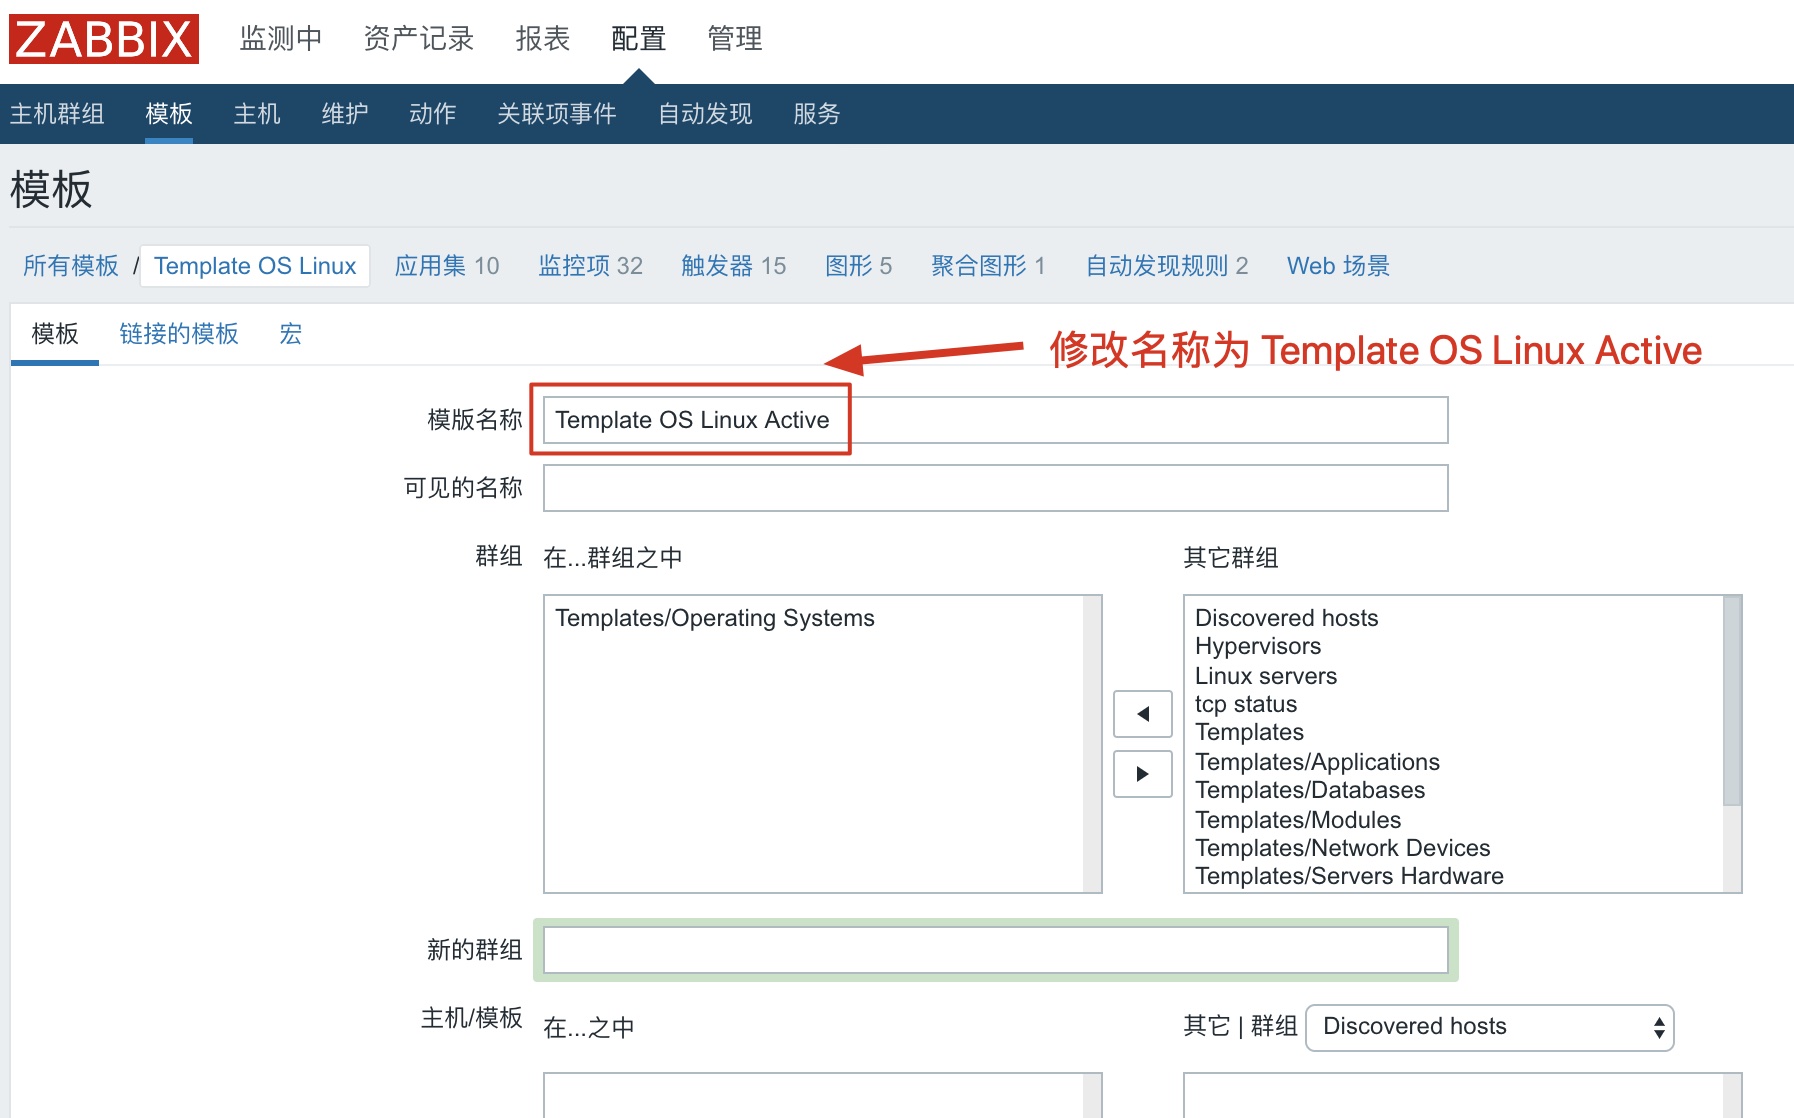 ZABBIX 监测中 资产记录 报表 配置 管理
主机群组 模板 主机 维护 动作 关联项事件 自动发现 服务
模板
所有模板 / Template OS Linux 应用集 10 监控项 32 触发器 15 图形 5 聚合图形 1 自动发现规则 2 Web 场景
模板 链接的模板 宏
修改名称为 Template OS Linux Active
模版名称 Template OS Linux Active
可见的名称
群组 在...群组之中 其它群组
Templates/Operating Systems
Discovered hosts
Hypervisors
Linux servers
tcp status
Templates
Templates/Applications
Templates/Databases
Templates/Modules
Templates/Network Devices
Templates/Servers Hardware
新的群组
主机/模板 在...之中 其它 | 群组 Discovered hosts